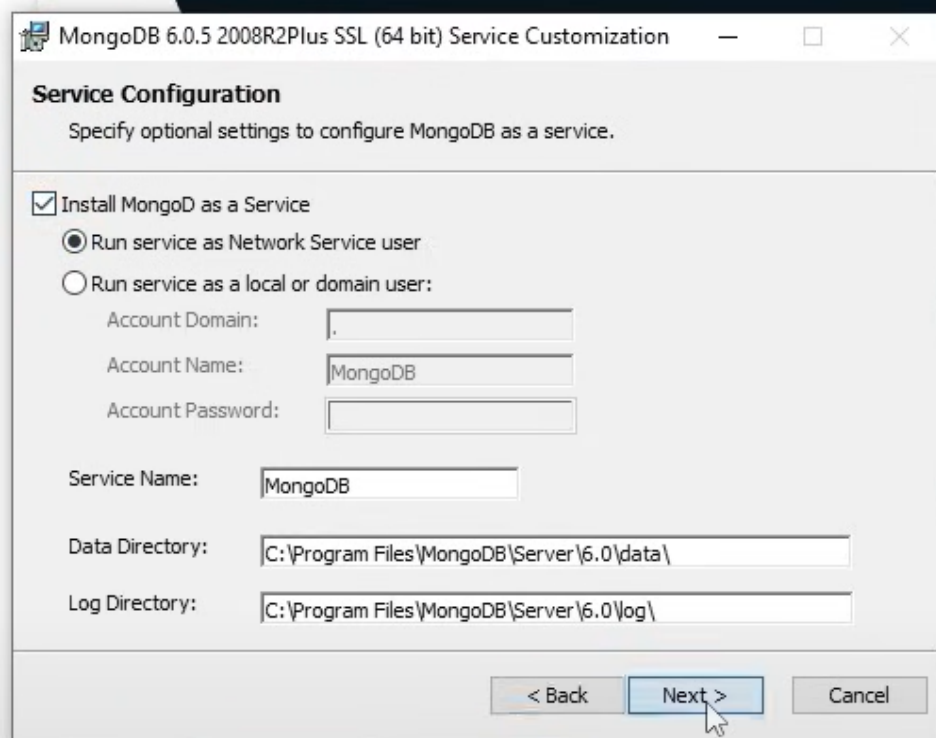 MongoDB 6.0.5 2008R2Plus SSL (64 bit) Service Customization
Service Configuration
Specify optional settings to configure MongoDB as a service.
Install MongoD as a Service
Run service as Network Service user
Run service as a local or domain user:
Account Domain: .
Account Name: MongoDB
Account Password:
Service Name: MongoDB
Data Directory: C:\Program Files\MongoDB\Server\6.0\data\
Log Directory: C:\Program Files\MongoDB\Server\6.0\log\
< Back Next > Cancel